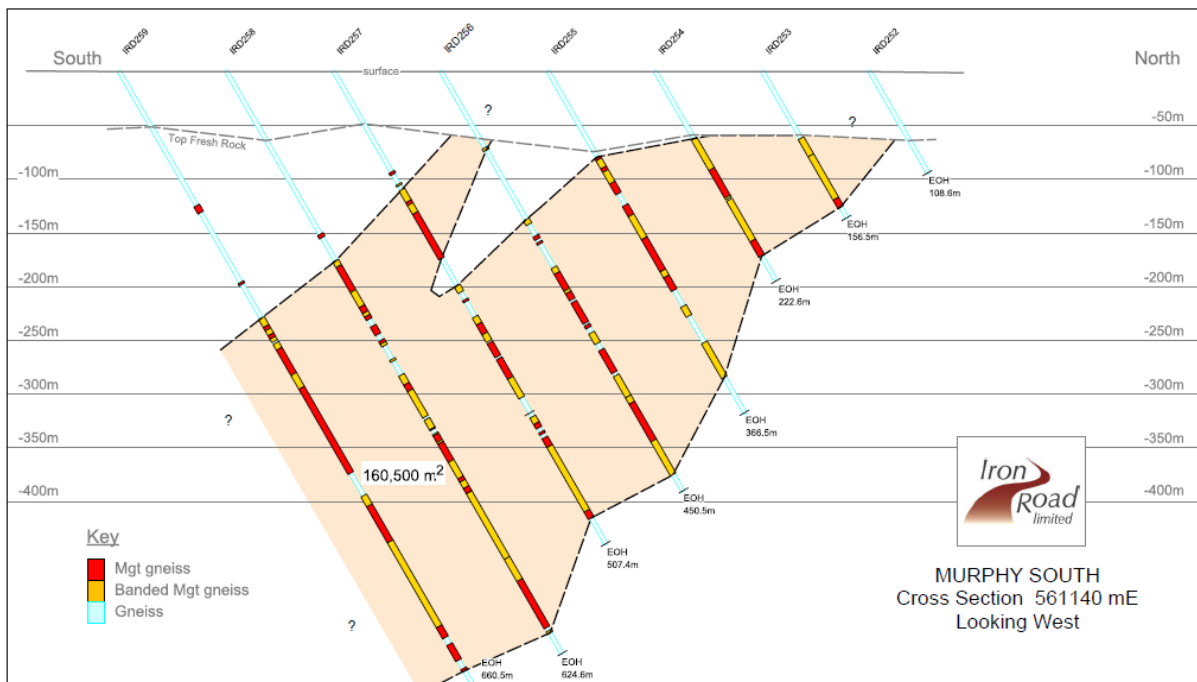 IRD259
IRD258
IRD257
IRD256
IRD255
IRD254
IRD253
IRD252
South
surface
North
?
?
-50m
-50m
Top Fresh Rock
-100m
-100m
EOH
108.6m
-150m
-150m
EOH
156.5m
-200m
-200m
EOH
222.6m
-250m
-250m
-300m
-300m
EOH
366.5m
?
-350m
-350m
160,500 m²
-400m
-400m
EOH
450.5m
EOH
507.4m
Key
Mgt gneiss
Banded Mgt gneiss
Gneiss
?
EOH
624.6m
EOH
660.5m
Iron
Road
limited
MURPHY SOUTH
Cross Section 561140 mE
Looking West